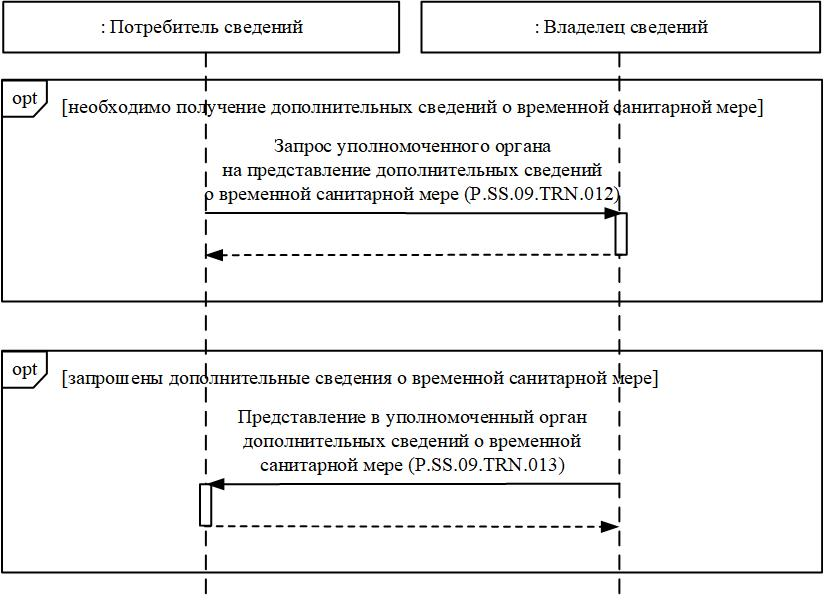 : Потребитель сведений
: Владелец сведений
opt
[необходимо получение дополнительных сведений о временной санитарной мере]
Запрос уполномоченного органа
на представление дополнительных сведений
о временной санитарной мере (P.SS.09.TRN.012)
opt
[запрошены дополнительные сведения о временной санитарной мере]
Представление в уполномоченный орган
дополнительных сведений о временной
санитарной мере (P.SS.09.TRN.013)